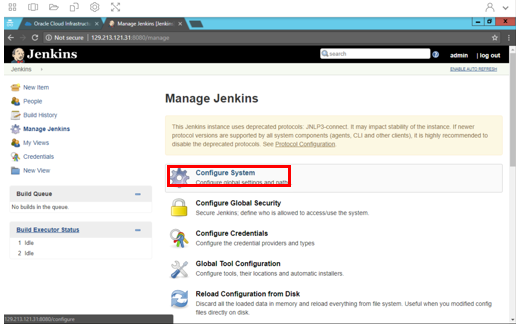 Oracle Cloud Infrastruct
Manage Jenkins [Jenkins
Not secure | 129.213.121.31:8080/manage
Jenkins
search
admin | log out
Jenkins
ENABLE AUTO REFRESH
New Item
People
Build History
Manage Jenkins
My Views
Credentials
New View
Build Queue
No builds in the queue.
Build Executor Status
1 Idle
2 Idle
Manage Jenkins
This Jenkins instance uses deprecated protocols: JNLP3-connect. It may impact stability of the instance. If newer
protocol versions are supported by all system components (agents, CLI and other clients), it is highly recommended to
disable the deprecated protocols. See Protocol Configuration
Configure System
Configure global settings and path
Configure Global Security
Secure Jenkins; define who is allowed to access/use the system.
Configure Credentials
Configure the credential providers and types
Global Tool Configuration
Configure tools, their locations and automatic installers.
Reload Configuration from Disk
Discard all the loaded data in memory and reload everything from file system. Useful when you modified config
files directly on disk.
129.213.121.31:8080/configure